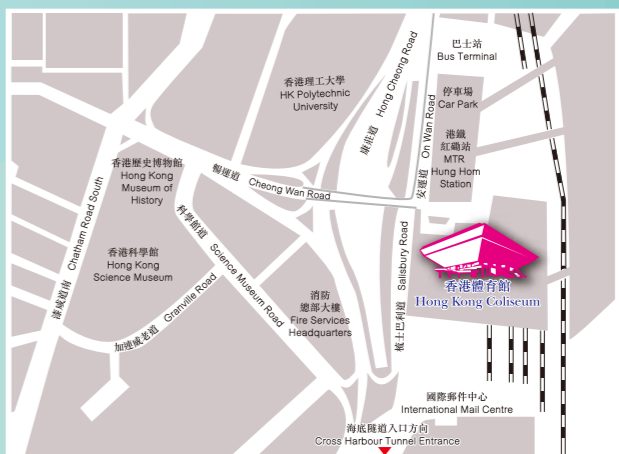 巴士站
Bus Terminal
香港理工大學
HK Polytechnic
University
康莊道 Hong Cheong Road
停車場
Car Park
安運道 On Wan Road
港鐵
紅磡站
MTR
Hung Hom
Station
香港歷史博物館
Hong Kong
Museum of
History
暢運道 Cheong Wan Road
科學館道 Science Museum Road
漆咸道南 Chatham Road South
香港科學館
Hong Kong
Science Museum
加連威老道 Granville Road
消防
總部大樓
Fire Services
Headquarters
梳士巴利道 Salisbury Road
香港體育館
Hong Kong Coliseum
國際郵件中心
International Mail Centre
海底隧道入口方向
Cross Harbour Tunnel Entrance